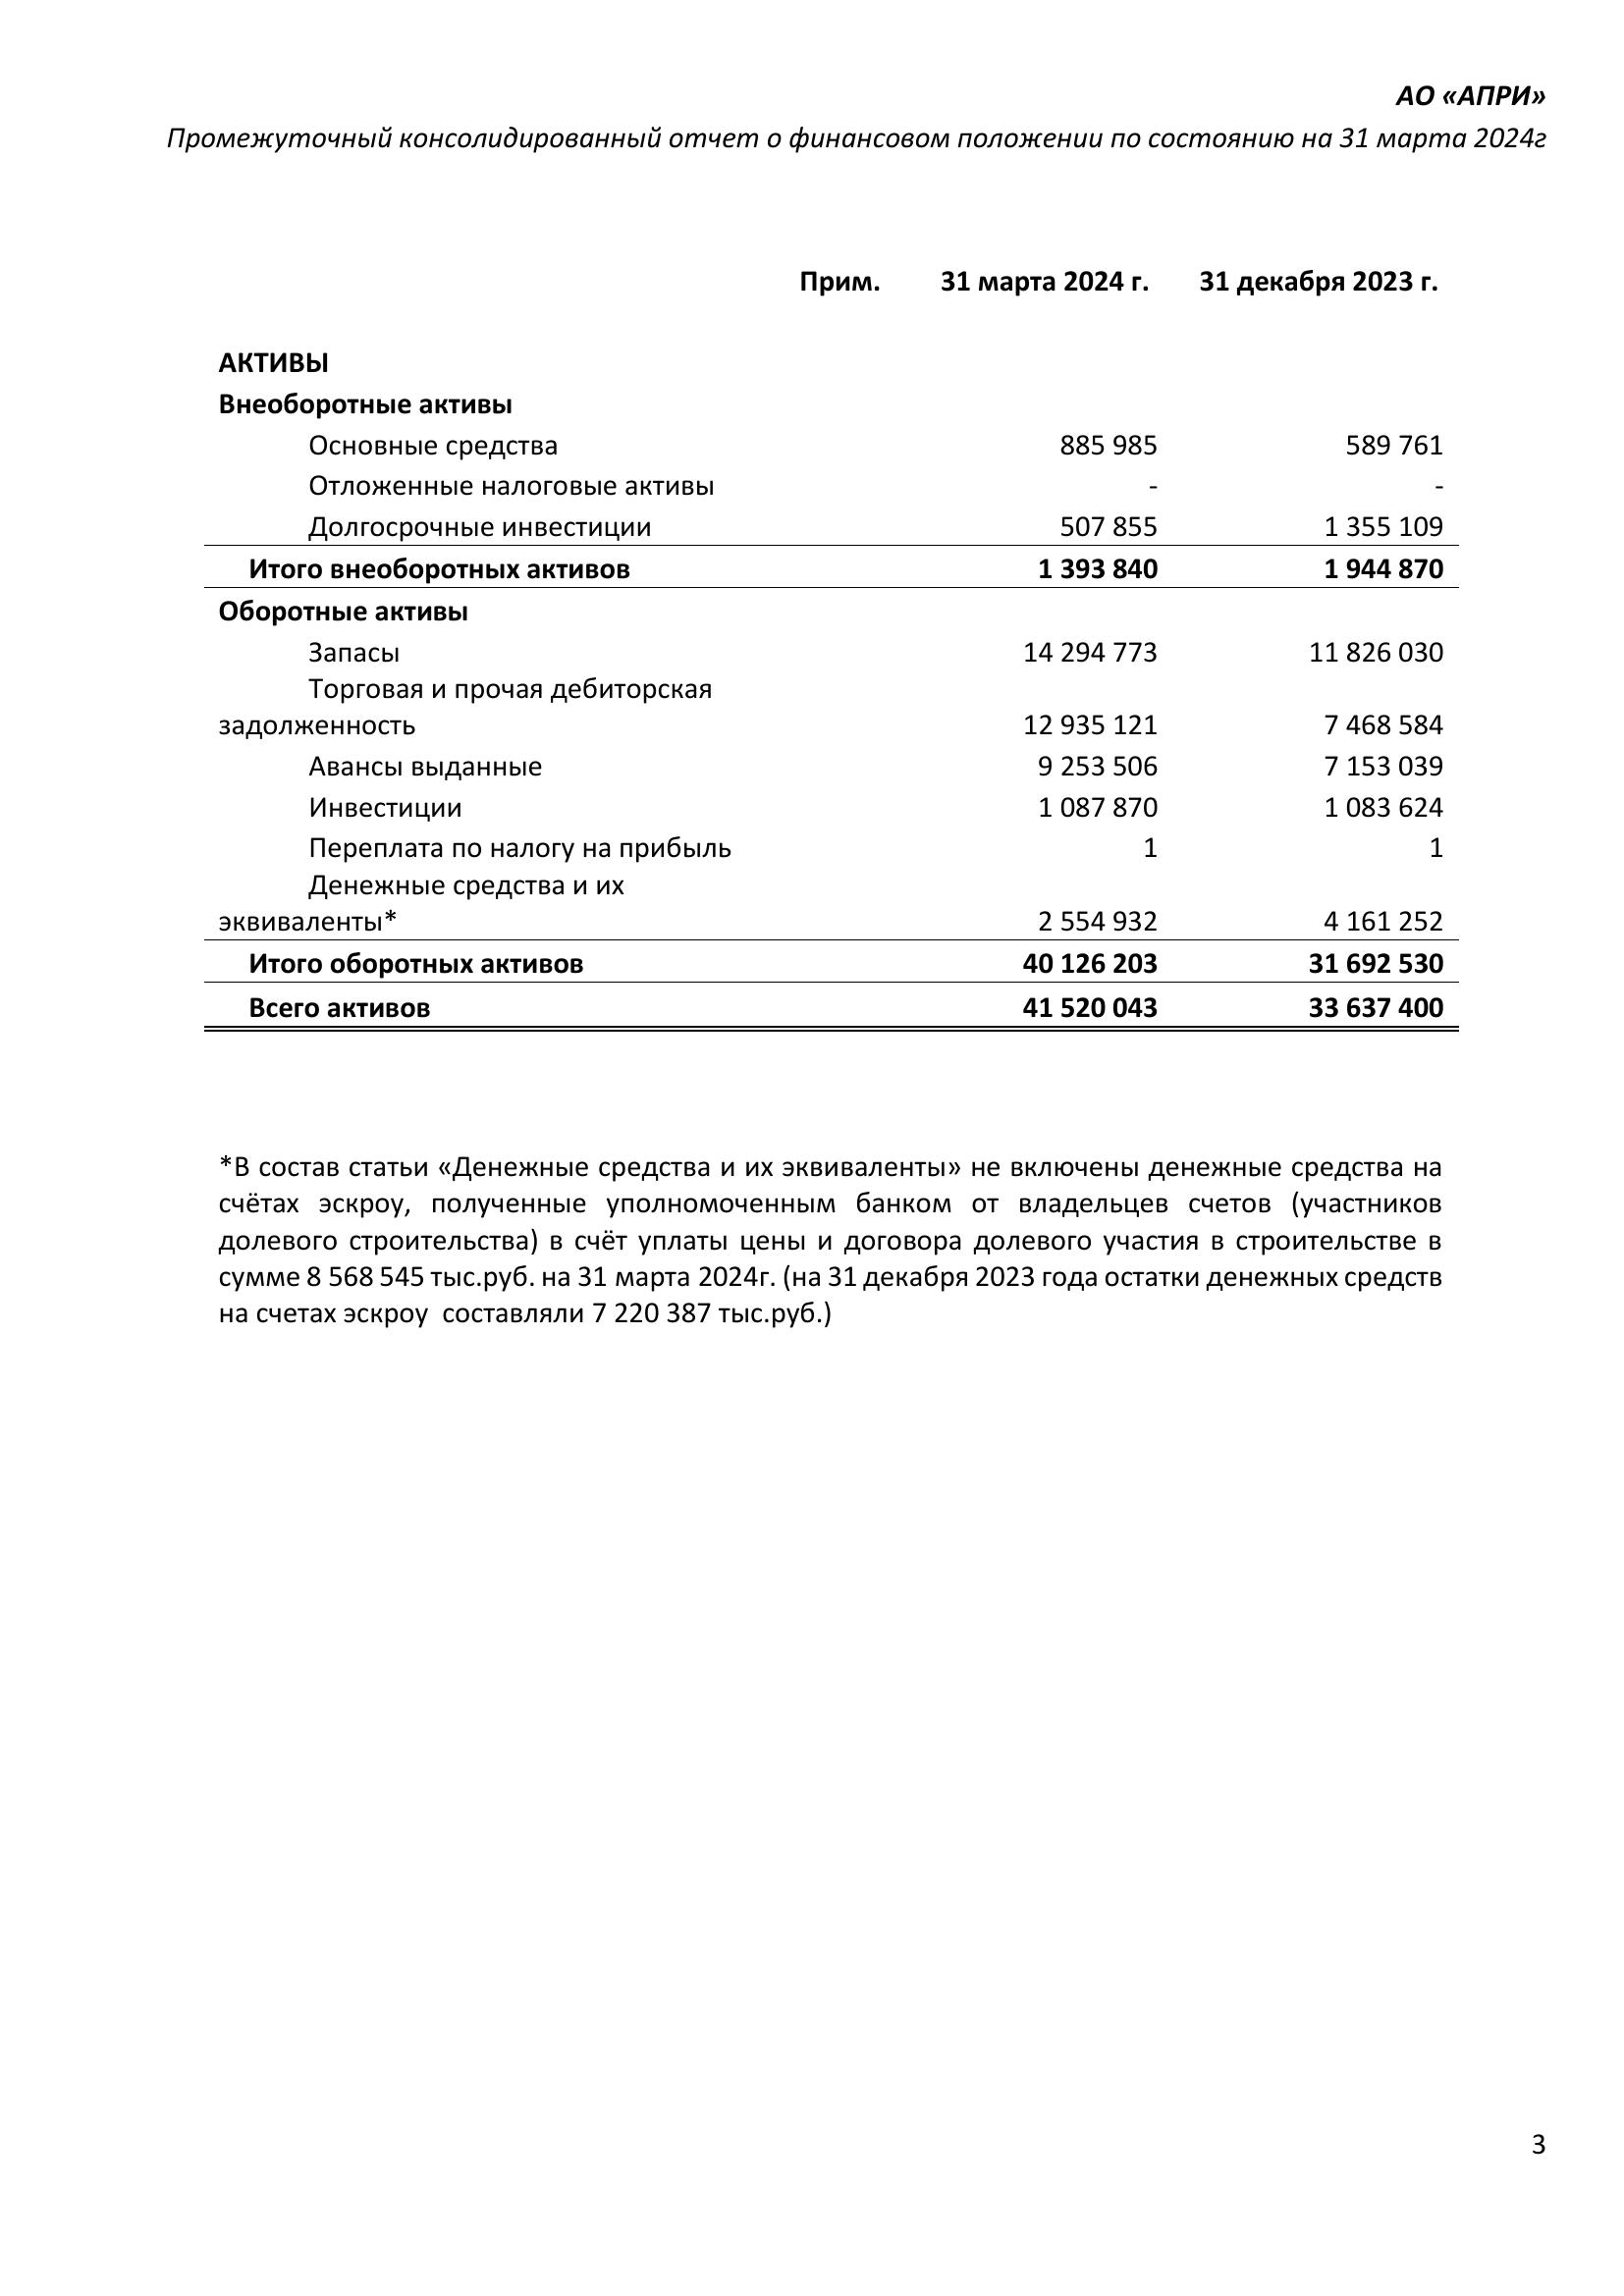 АО «АПРИ»
Промежуточный консолидированный отчет о финансовом положении по состоянию на 31 марта 2024г
Прим. 31 марта 2024 г. 31 декабря 2023 г.
АКТИВЫ
Внеоборотные активы
Основные средства 885 985 589 761
Отложенные налоговые активы - -
Долгосрочные инвестиции 507 855 1 355 109
Итого внеоборотных активов 1 393 840 1 944 870
Оборотные активы
Запасы 14 294 773 11 826 030
Торговая и прочая дебиторская
задолженность 12 935 121 7 468 584
Авансы выданные 9 253 506 7 153 039
Инвестиции 1 087 870 1 083 624
Переплата по налогу на прибыль 1 1
Денежные средства и их
эквиваленты* 2 554 932 4 161 252
Итого оборотных активов 40 126 203 31 692 530
Всего активов 41 520 043 33 637 400
*В состав статьи «Денежные средства и их эквиваленты» не включены денежные средства на
счётах эскроу, полученные уполномоченным банком от владельцев счетов (участников
долевого строительства) в счёт уплаты цены и договора долевого участия в строительстве в
сумме 8 568 545 тыс.руб. на 31 марта 2024г. (на 31 декабря 2023 года остатки денежных средств
на счетах эскроу составляли 7 220 387 тыс.руб.)
3